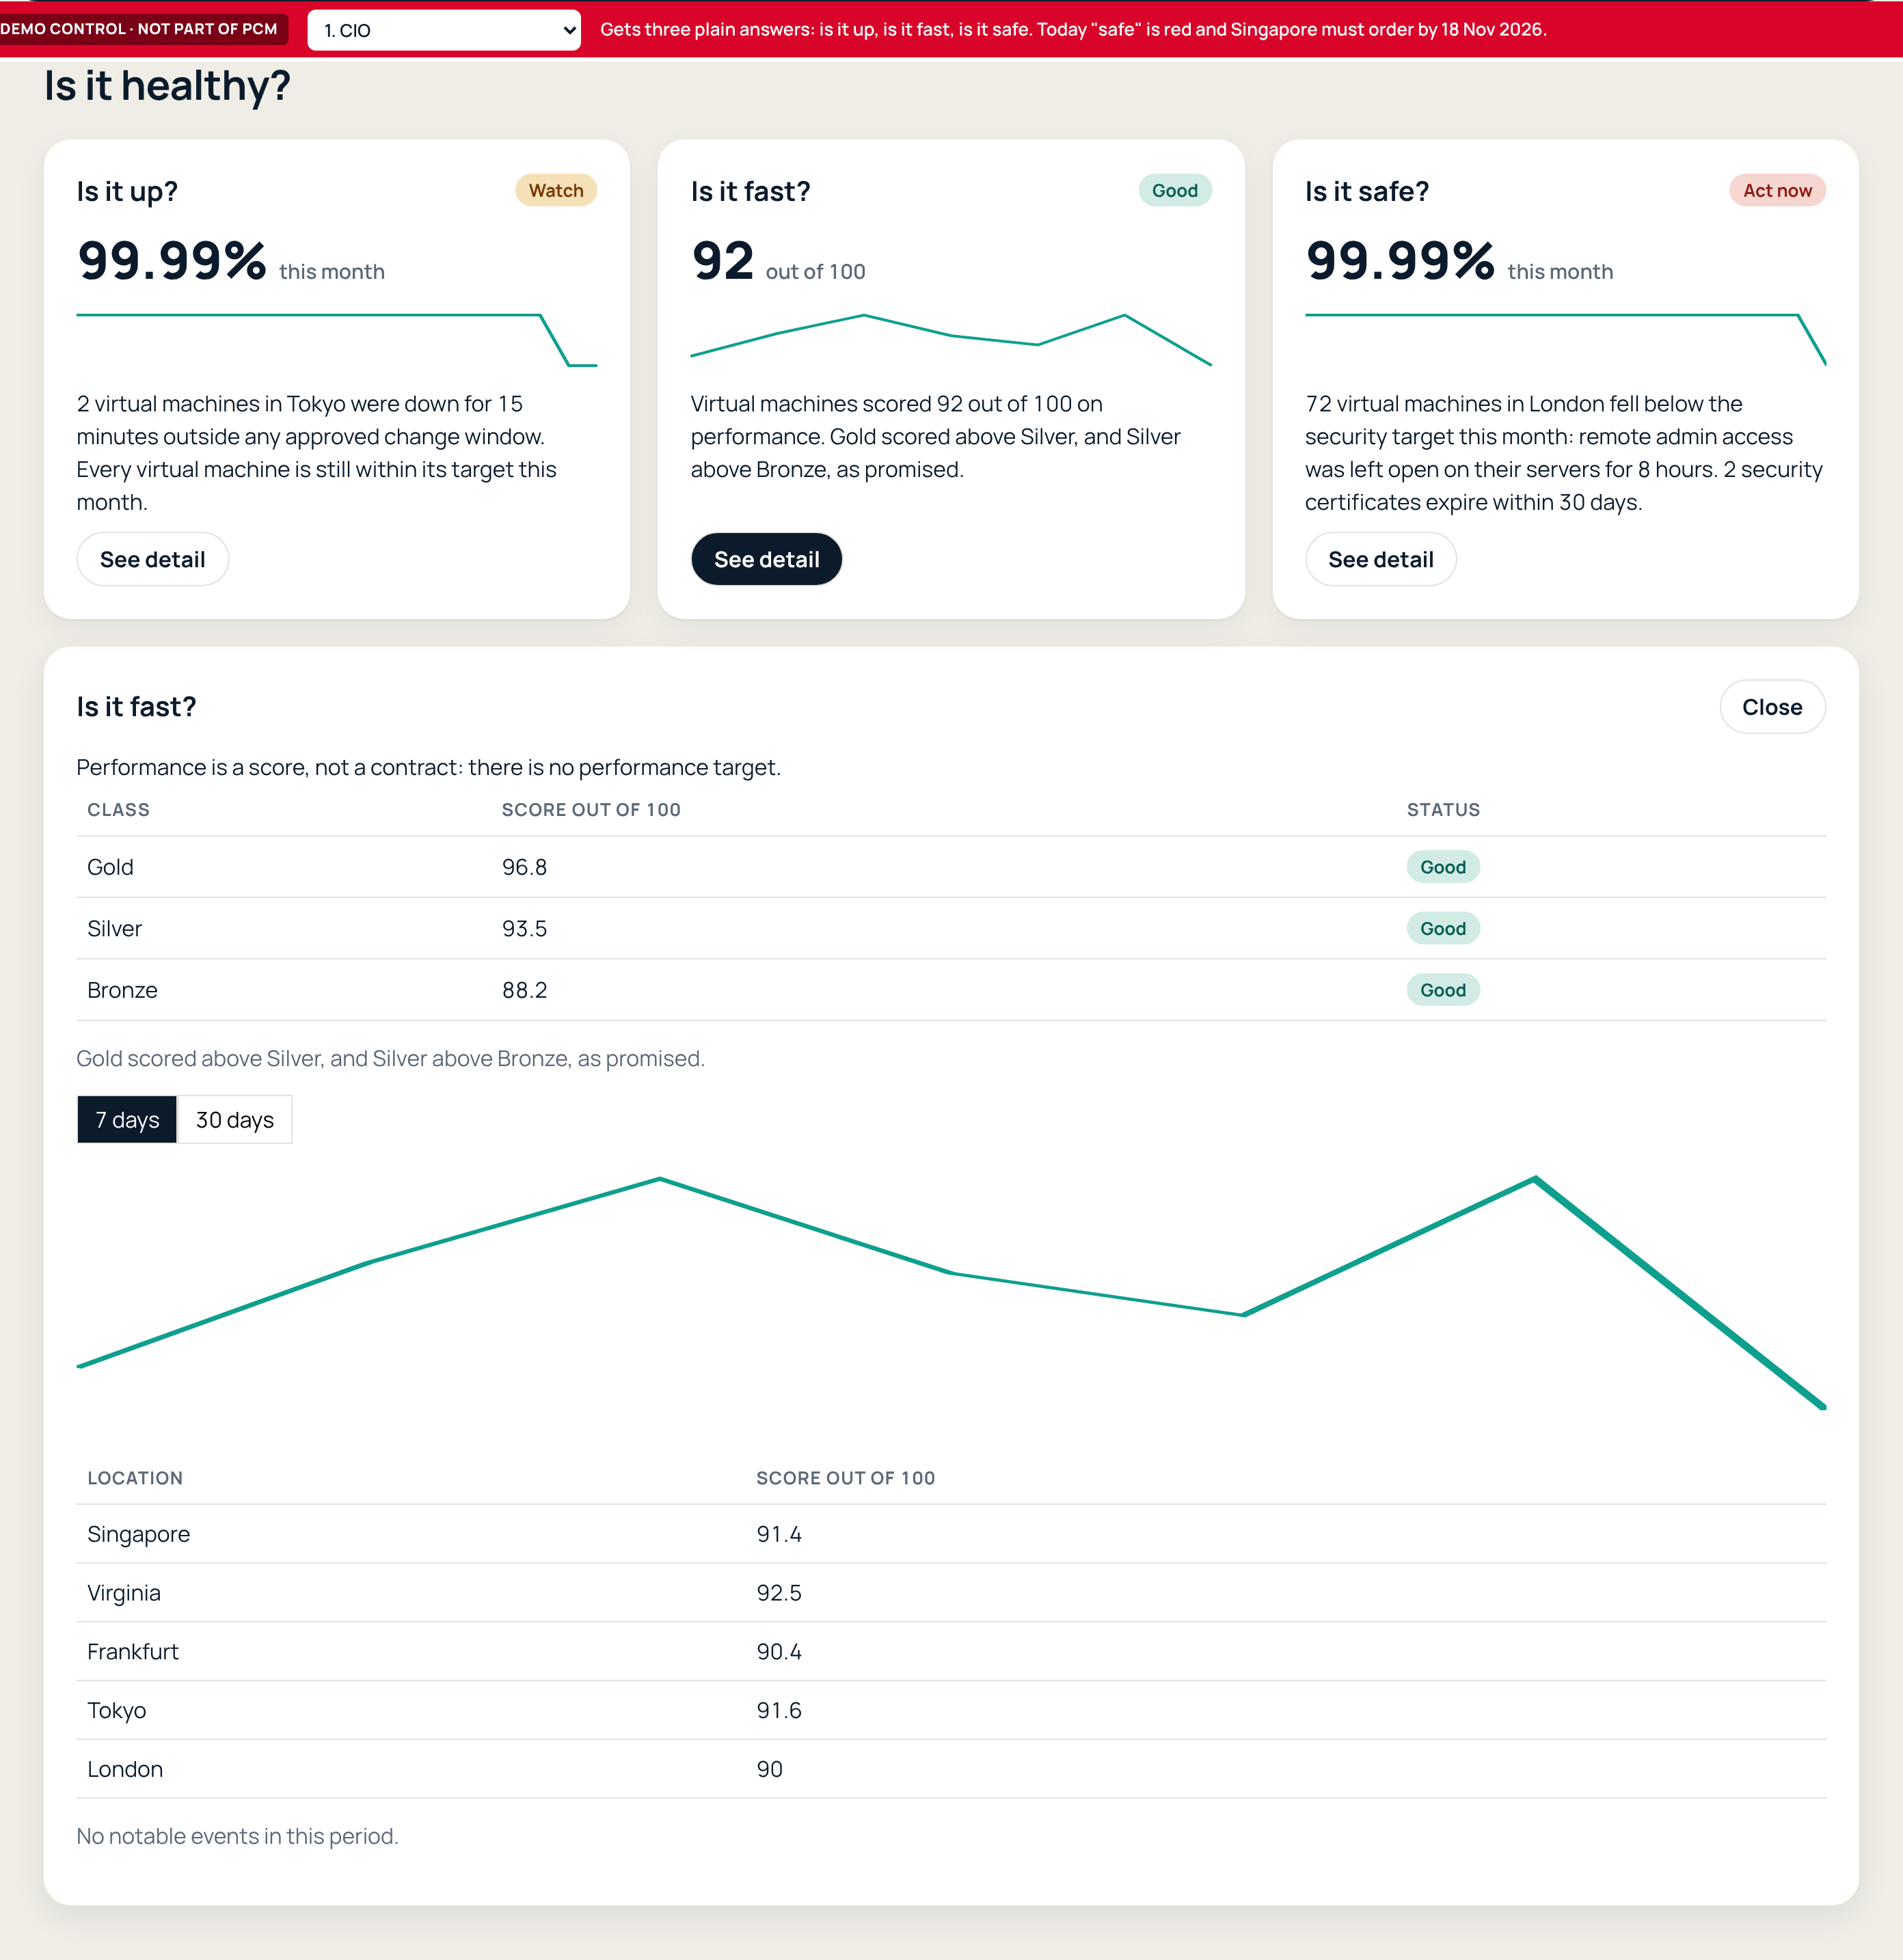 DEMO CONTROL · NOT PART OF PCM
1. CIO
Gets three plain answers: is it up, is it fast, is it safe. Today "safe" is red and Singapore must order by 18 Nov 2026.
Is it healthy?
Is it up?
Watch
99.99% this month
2 virtual machines in Tokyo were down for 15
minutes outside any approved change window.
Every virtual machine is still within its target this
month.
See detail
Is it fast?
Good
92 out of 100
Virtual machines scored 92 out of 100 on
performance. Gold scored above Silver, and Silver
above Bronze, as promised.
See detail
Is it safe?
Act now
99.99% this month
72 virtual machines in London fell below the
security target this month: remote admin access
was left open on their servers for 8 hours. 2 security
certificates expire within 30 days.
See detail
Is it fast?
Close
Performance is a score, not a contract: there is no performance target.
CLASS SCORE OUT OF 100 STATUS
Gold 96.8 Good
Silver 93.5 Good
Bronze 88.2 Good
Gold scored above Silver, and Silver above Bronze, as promised.
7 days 30 days
LOCATION SCORE OUT OF 100
Singapore 91.4
Virginia 92.5
Frankfurt 90.4
Tokyo 91.6
London 90
No notable events in this period.